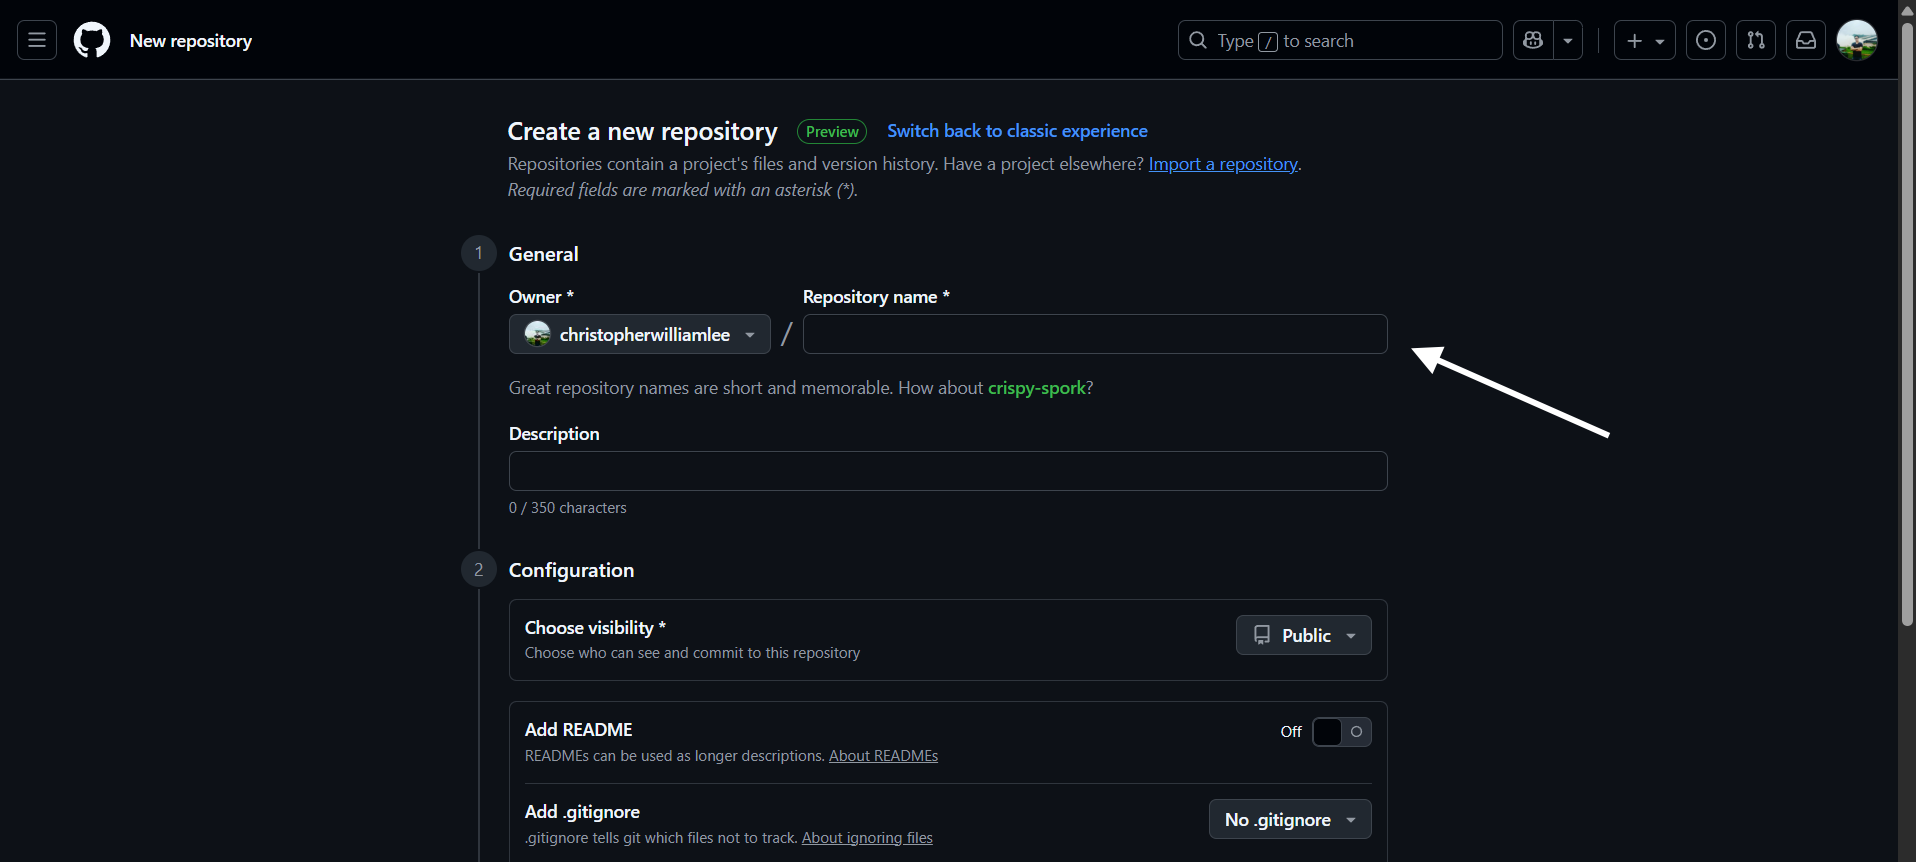 New repository
Type / to search
Create a new repository Preview Switch back to classic experience
Repositories contain a project's files and version history. Have a project elsewhere? Import a repository.
Required fields are marked with an asterisk (*).
1 General
Owner * Repository name *
christopherwilliamlee /
Great repository names are short and memorable. How about crispy-spork?
Description
0 / 350 characters
2 Configuration
Choose visibility *
Choose who can see and commit to this repository
Public
Add README
READMEs can be used as longer descriptions. About READMEs
Off
Add .gitignore
.gitignore tells git which files not to track. About ignoring files
No .gitignore